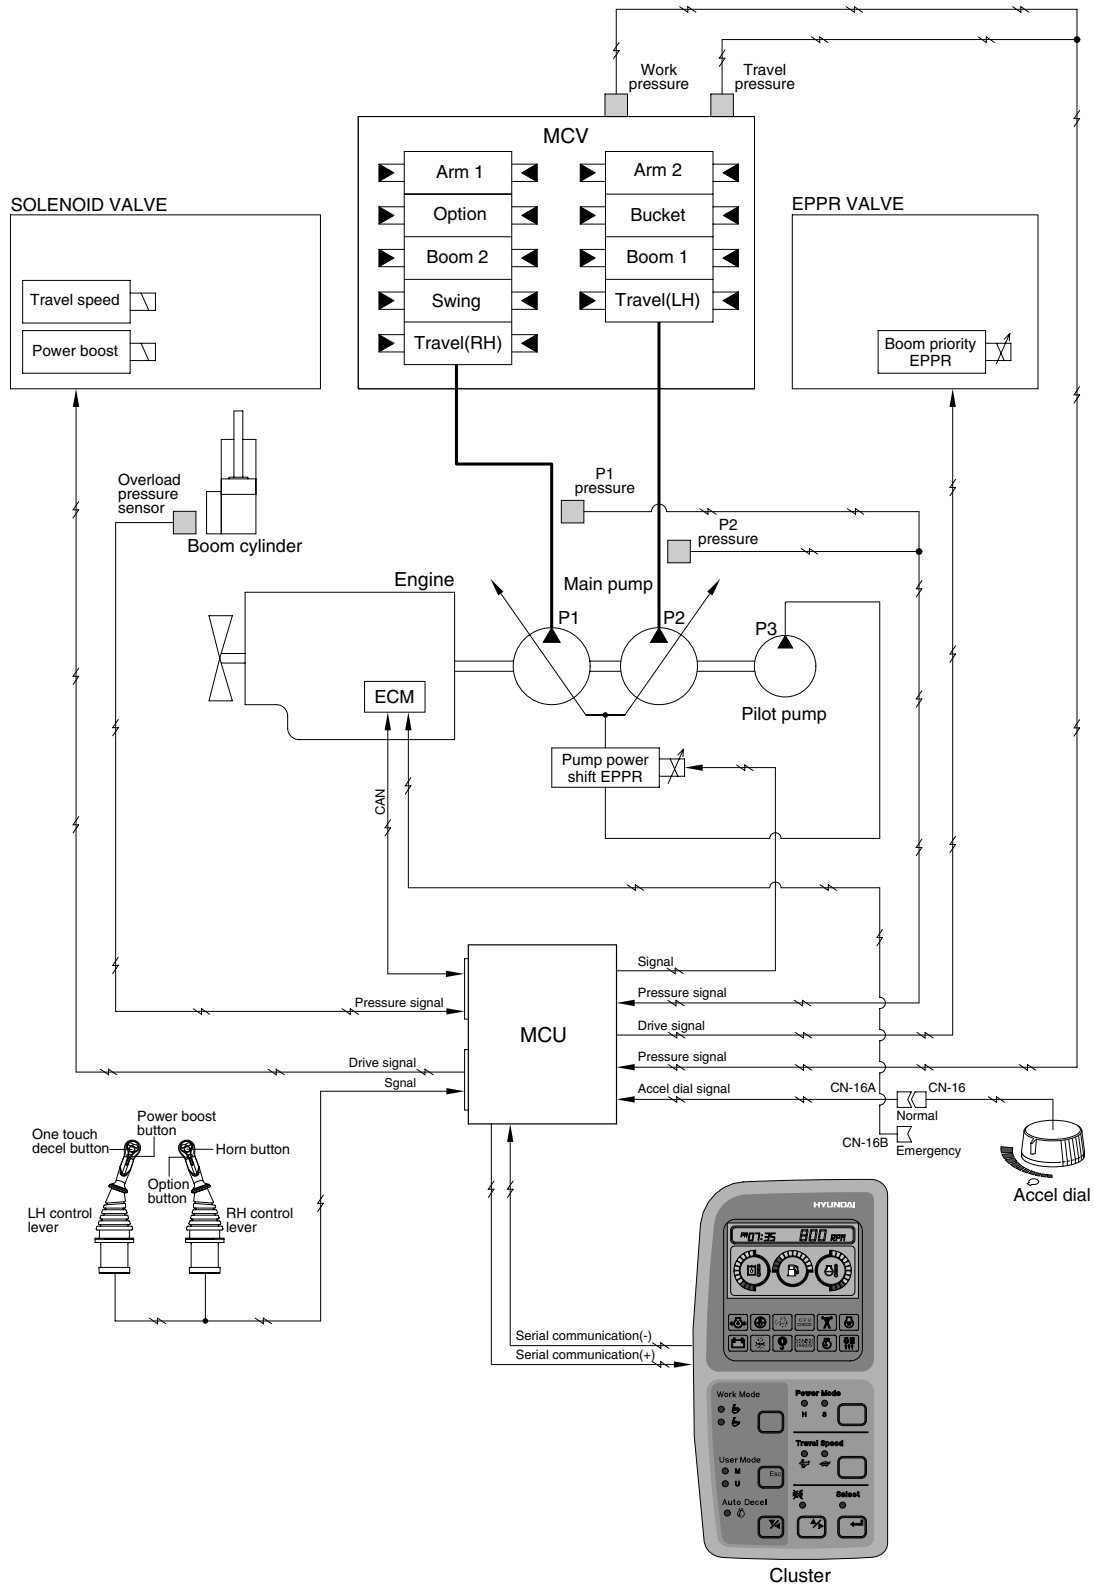 Work
pressure
Travel
pressure
MCV
Arm 1
Option
Boom 2
Swing
Travel(RH)
Arm 2
Bucket
Boom 1
Travel(LH)
SOLENOID VALVE
Travel speed
Power boost
EPPR VALVE
Boom priority
EPPR
Overload
pressure
sensor
Boom cylinder
P1
pressure
P2
pressure
Engine
Main pump
P1
P2
P3
ECM
Pilot pump
Pump power
shift EPPR
CAN
MCU
Signal
Pressure signal
Pressure signal
Drive signal
Drive signal
Pressure signal
Sgnal
Accel dial signal
CN-16A
CN-16
Normal
CN-16B
Emergency
Accel dial
Power boost
button
One touch
decel button
Horn button
Option
button
LH control
lever
RH control
lever
Serial communication(-)
Serial communication(+)
HYUNDAI
PM 07:35 800 RPM
CPU
CHECK
Work Mode
Power Mode
H S
Travel Speed
User Mode
M
U
Esc
Auto Decel
Select
Cluster